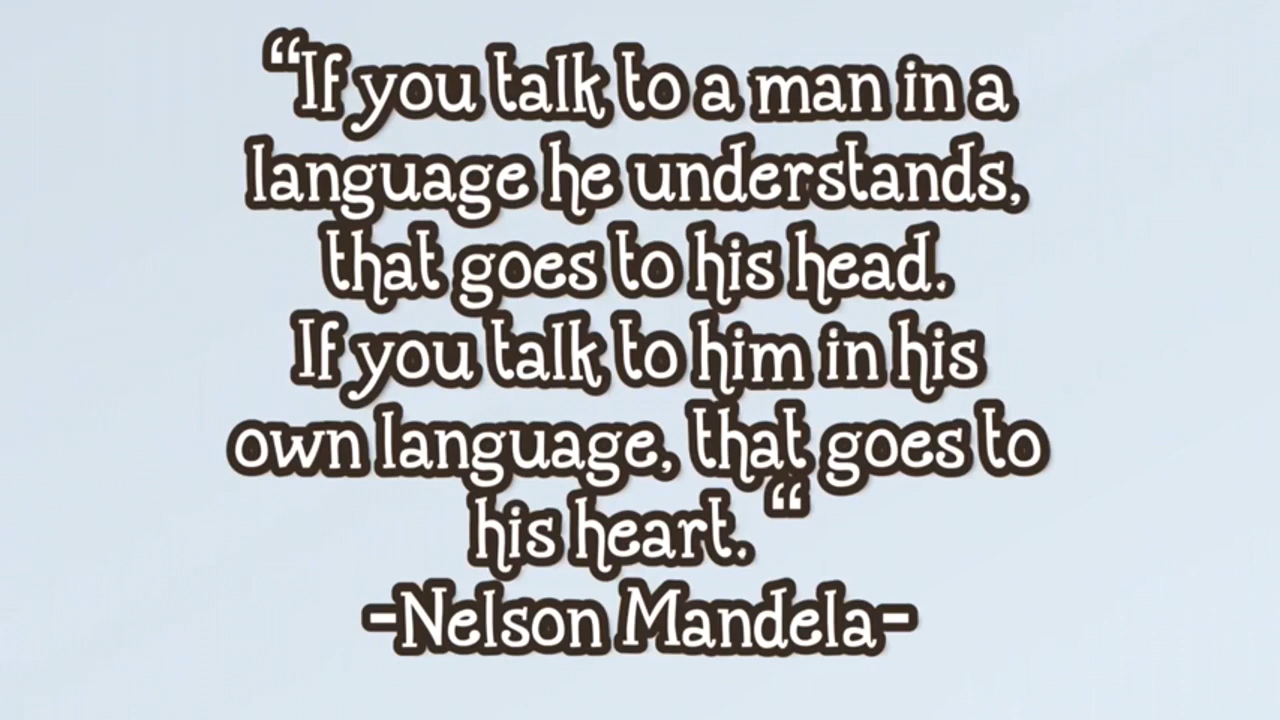 “If you talk to a man in a
language he understands,
that goes to his head.
If you talk to him in his
own language, that goes to
his heart. “
-Nelson Mandela-